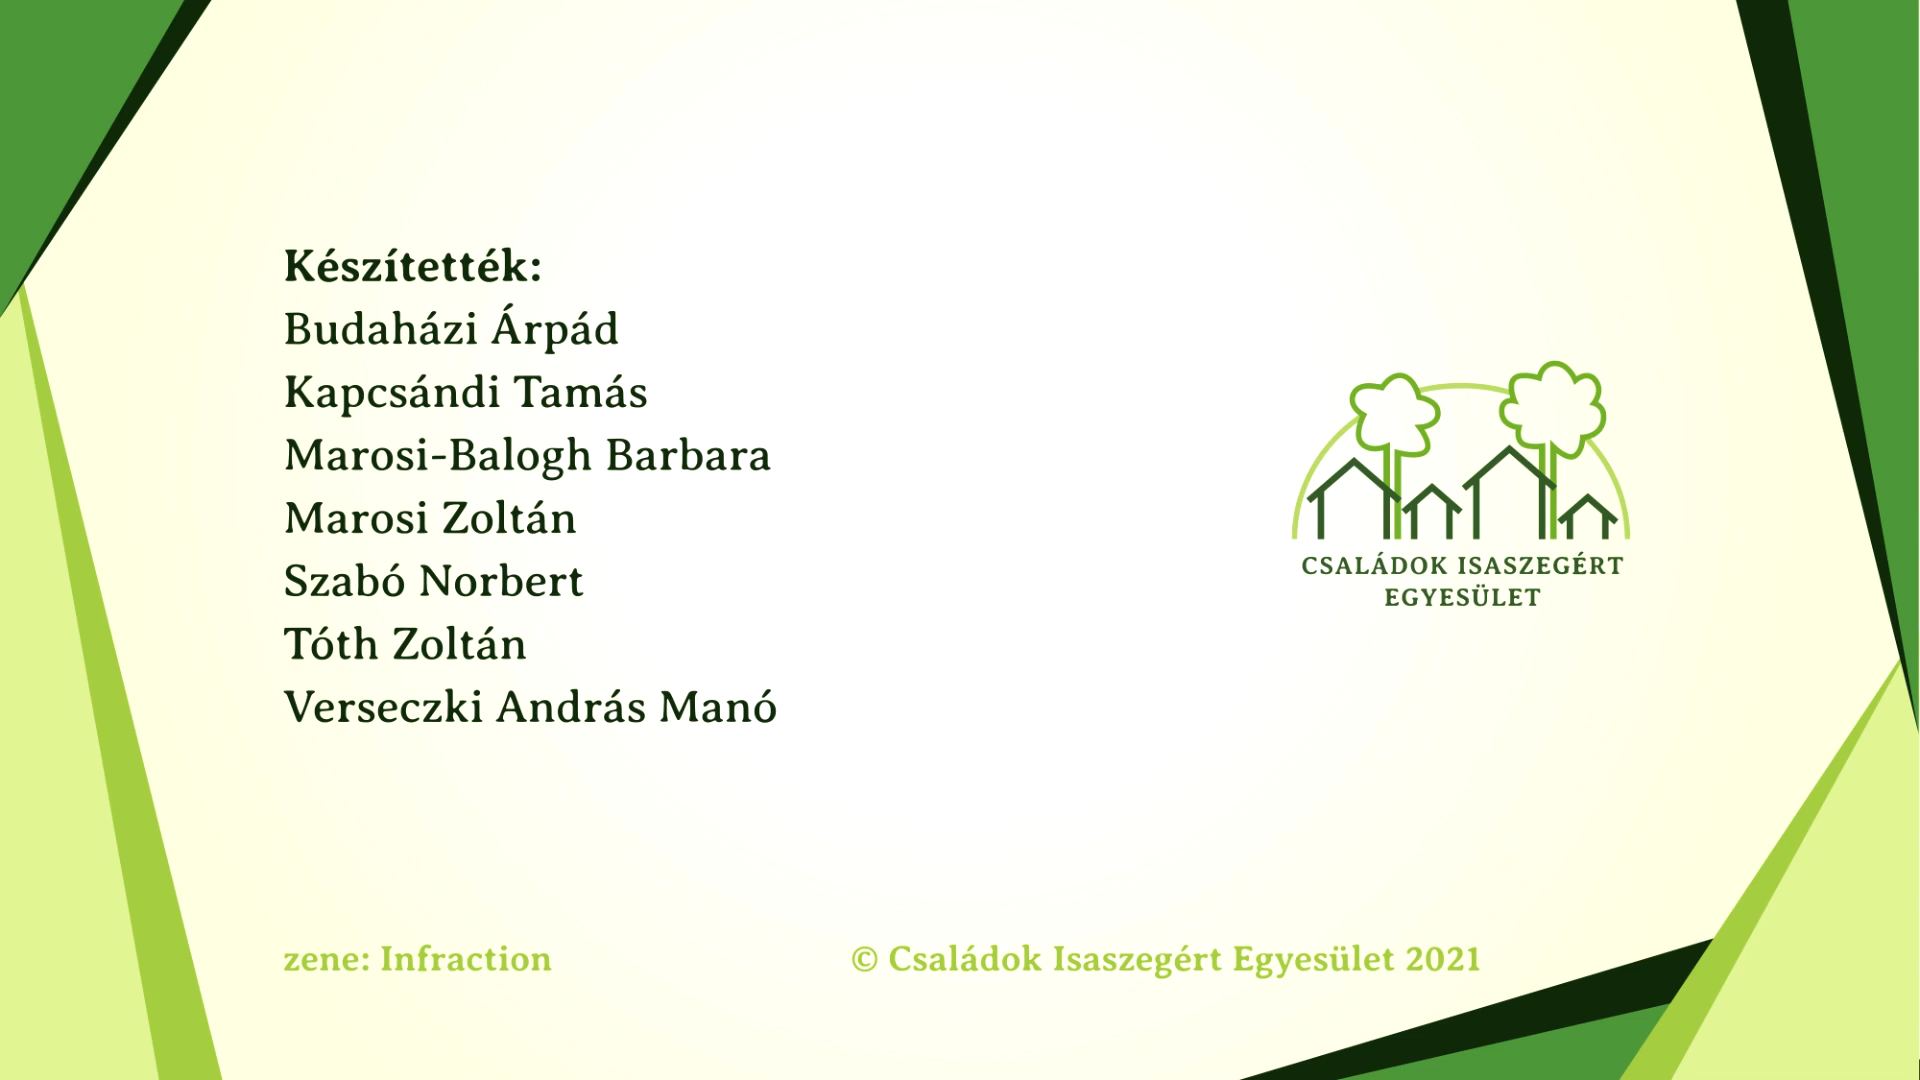 Készítették:
Budaházi Árpád
Kapcsándi Tamás
Marosi-Balogh Barbara
Marosi Zoltán
Szabó Norbert
Tóth Zoltán
Verseczki András Manó
CSALÁDOK ISASZEGÉRT
EGYESÜLET
zene: Infraction
© Családok Isaszegért Egyesület 2021